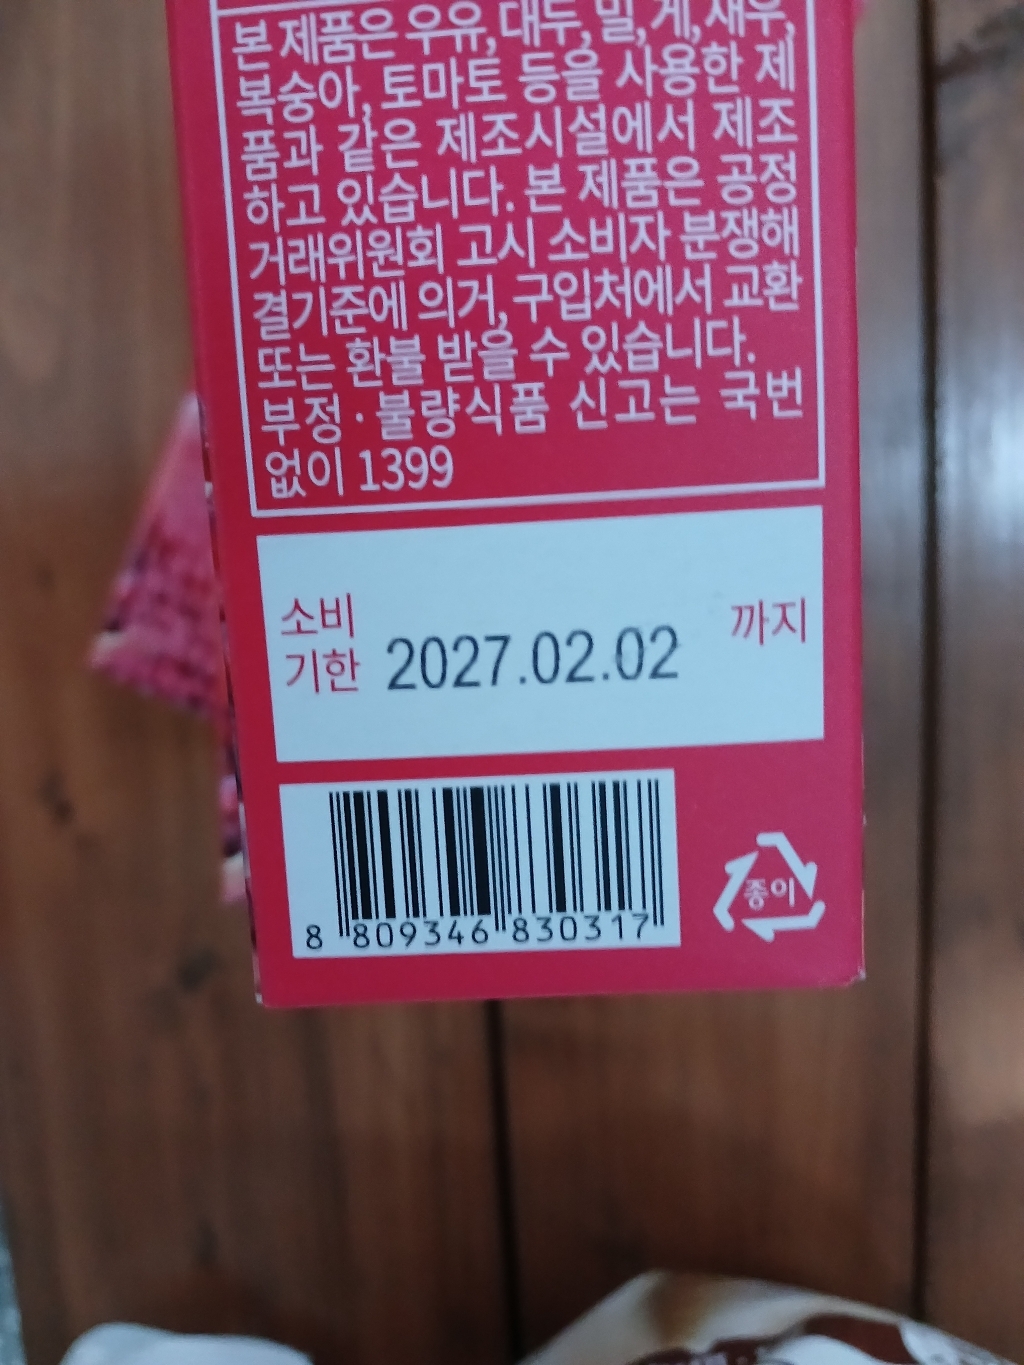 본 제품은 우유, 대두, 밀, 게, 새우,
복숭아, 토마토 등을 사용한 제
품과 같은 제조시설에서 제조
하고 있습니다. 본 제품은 공정
거래위원회 고시 소비자 분쟁해
결기준에 의거, 구입처에서 교환
또는 환불 받을 수 있습니다.
부정·불량식품 신고는 국번
없이 1399
소비
기한 2027.02.02 까지
8 809346 830317
종이